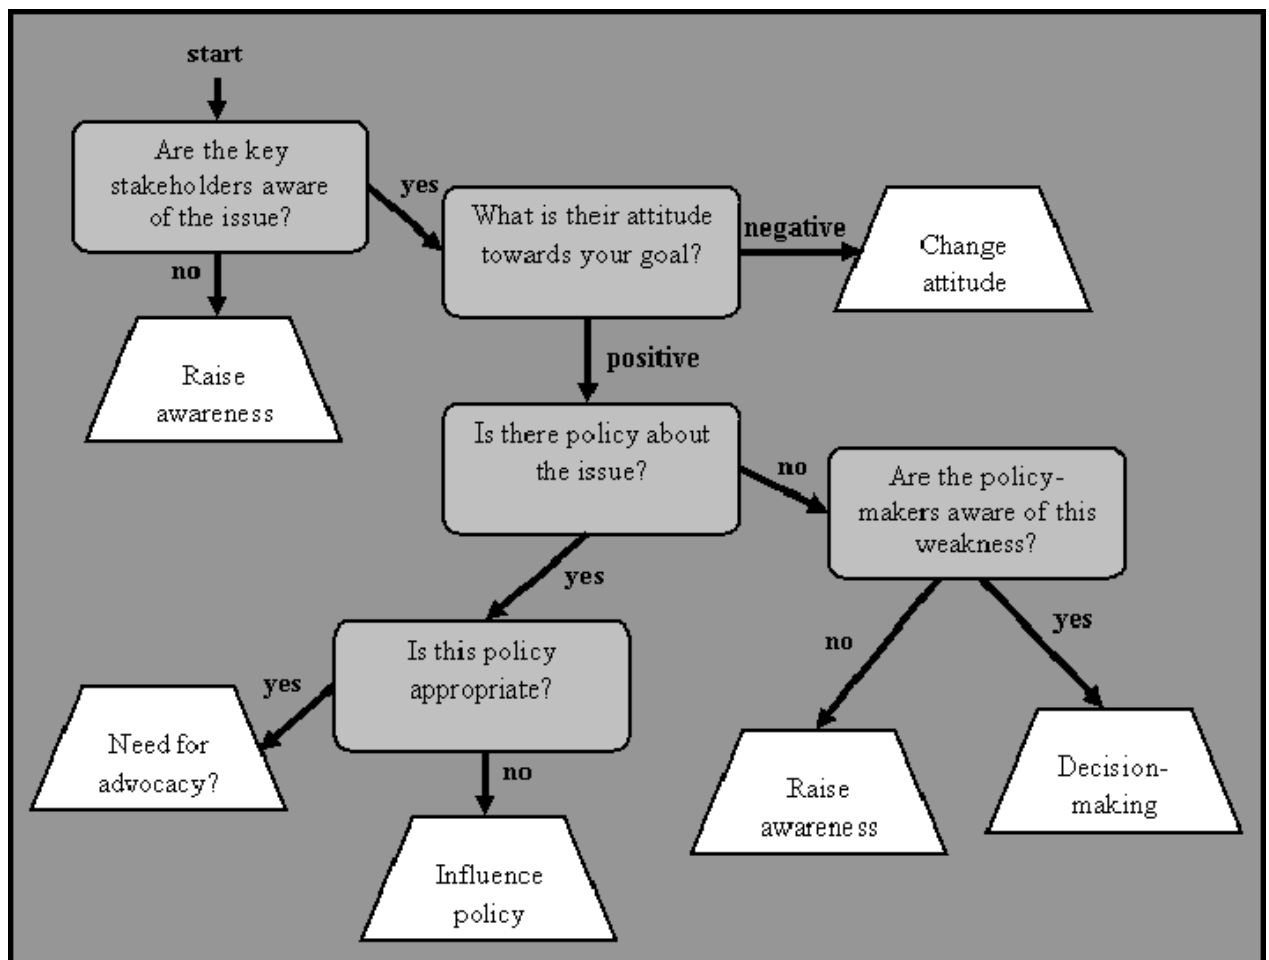 start
Are the key
stakeholders aware
of the issue?
yes
What is their attitude
towards your goal?
negative
Change
attitude
no
Raise
awareness
positive
Is there policy about
the issue?
no
Are the policy-
makers aware of this
weakness?
yes
Is this policy
appropriate?
yes
Need for
advocacy?
no
Influence
policy
no
Raise
awareness
yes
Decision-
making